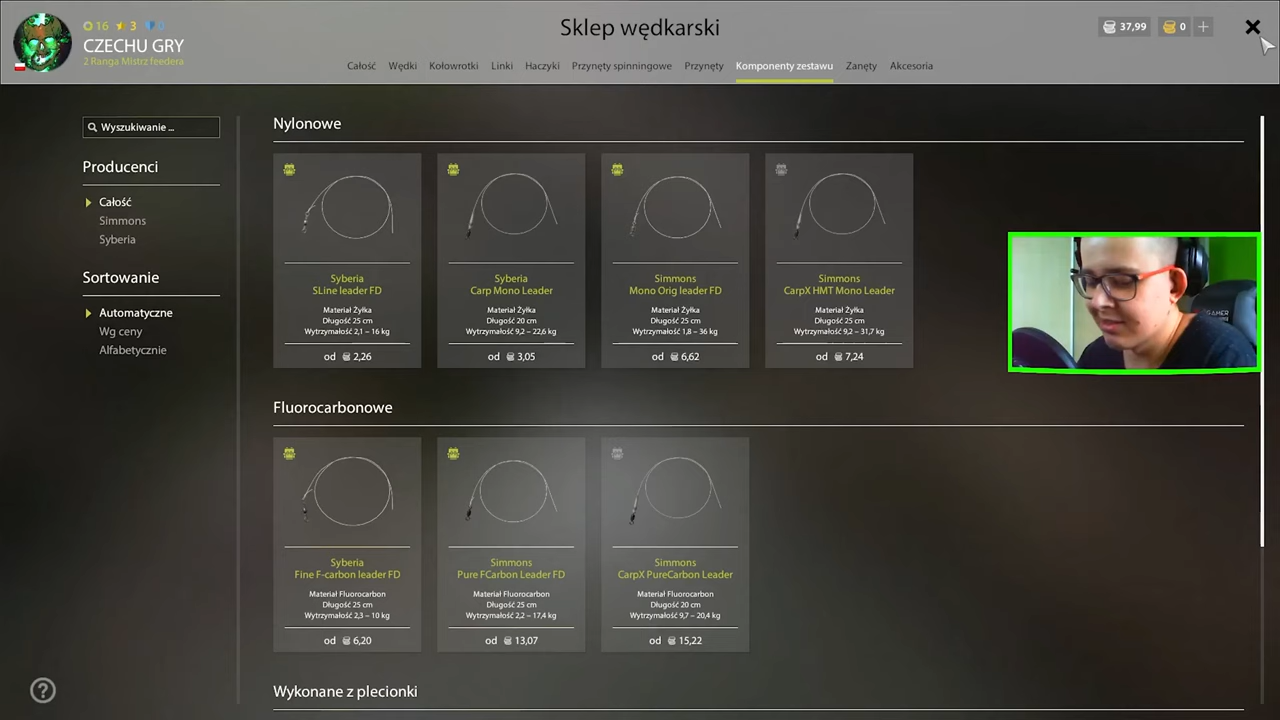 16 3 0
CZECHU GRY
2 Ranga Mistrz feedera
Sklep wędkarski
37,99 0 +
Całość Wędki Kołowrotki Linki Haczyki Przynęty spinningowe Przynęty Komponenty zestawu Zanęty Akcesoria
Wyszukiwanie ...
Producenci
Całość
Simmons
Syberia
Sortowanie
Automatyczne
Wg ceny
Alfabetycznie
Nylonowe
Syberia
SLine leader FD
Materiał Żyłka
Długość 25 cm
Wytrzymałość 2,1 – 16 kg
od 2,26
Syberia
Carp Mono Leader
Materiał Żyłka
Długość 20 cm
Wytrzymałość 9,2 – 22,6 kg
od 3,05
Simmons
Mono Orig leader FD
Materiał Żyłka
Długość 25 cm
Wytrzymałość 1,8 – 36 kg
od 6,62
Simmons
CarpX HMT Mono Leader
Materiał Żyłka
Długość 25 cm
Wytrzymałość 9,2 – 31,7 kg
od 7,24
Fluorocarbonowe
Syberia
Fine F-carbon leader FD
Materiał Fluorocarbon
Długość 25 cm
Wytrzymałość 2,3 – 10 kg
od 6,20
Simmons
Pure FCarbon Leader FD
Materiał Fluorocarbon
Długość 25 cm
Wytrzymałość 2,2 – 17,4 kg
od 13,07
Simmons
CarpX PureCarbon Leader
Materiał Fluorocarbon
Długość 20 cm
Wytrzymałość 9,7 – 20,4 kg
od 15,22
Wykonane z plecionki
?